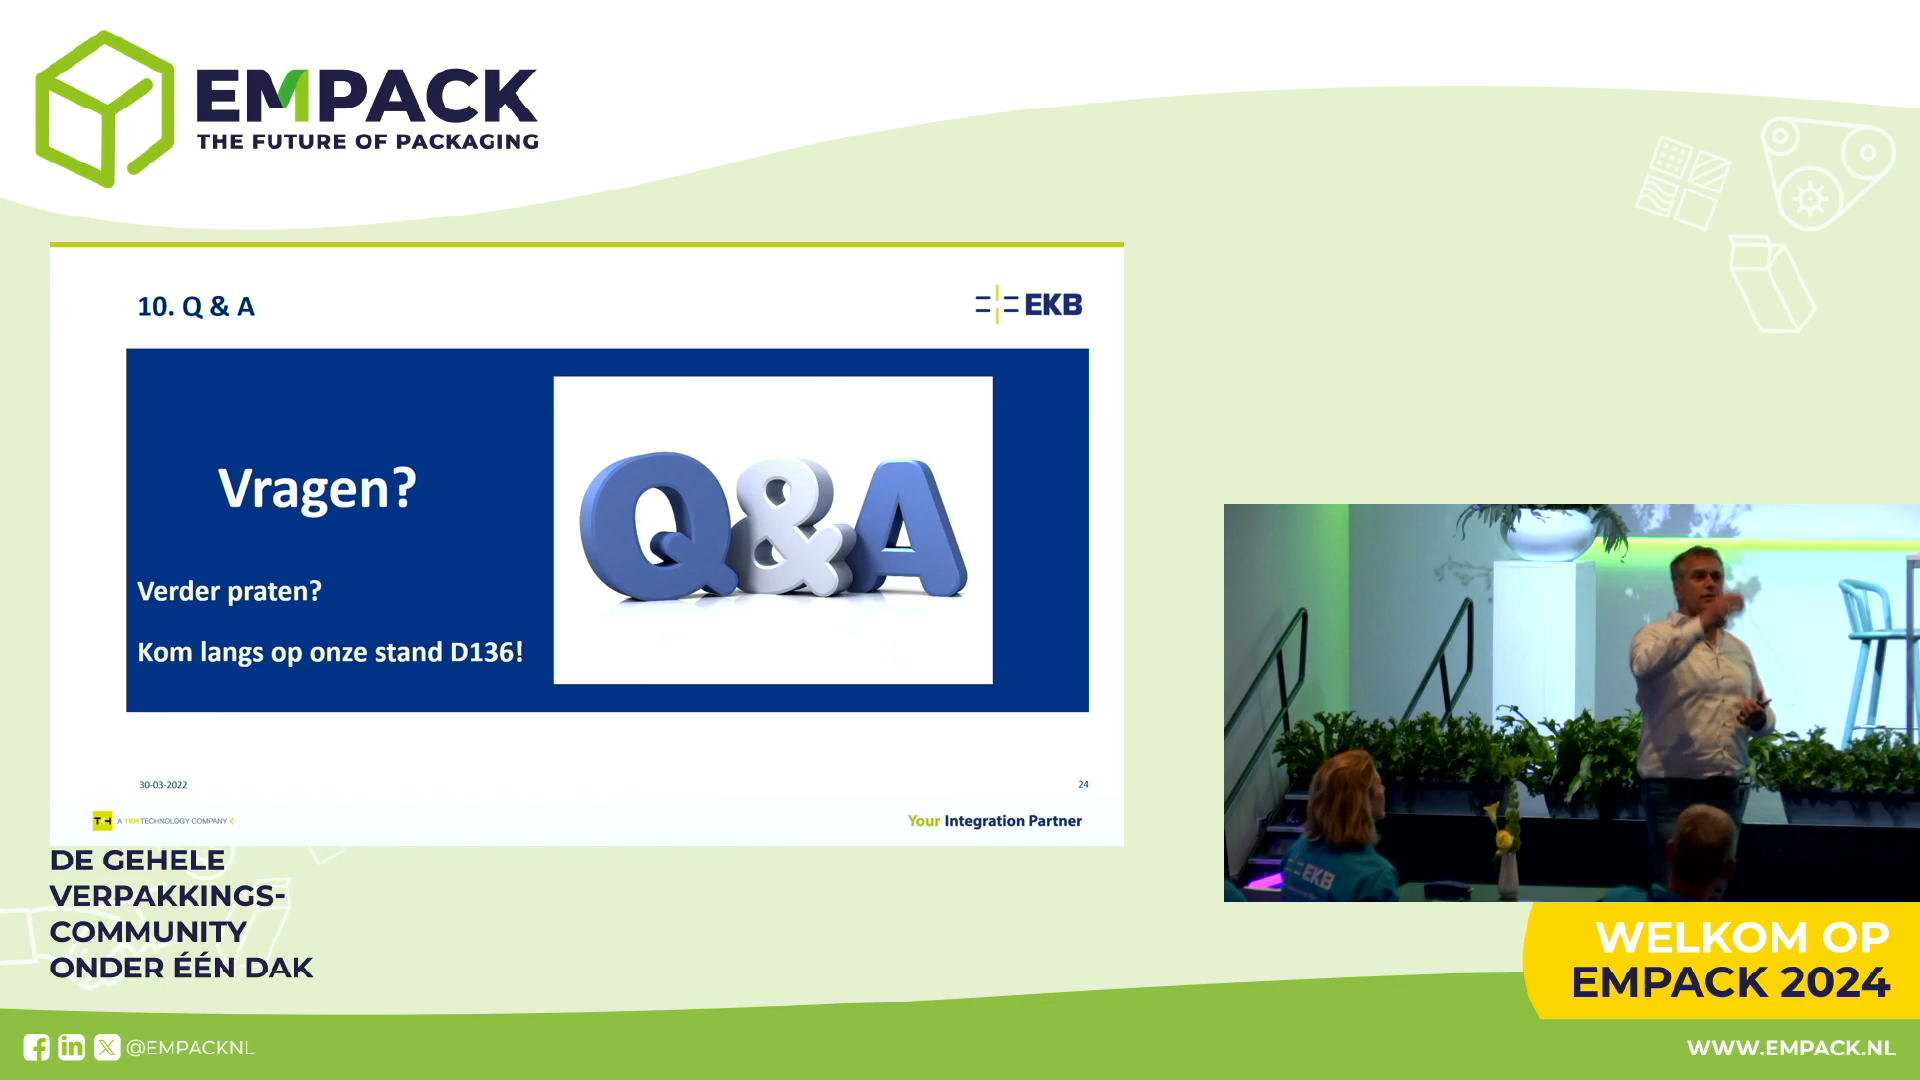 EMPACK
THE FUTURE OF PACKAGING
10. Q & A
EKB
Vragen?
Q&A
Verder praten?
Kom langs op onze stand D136!
30-03-2022
24
A TKH TECHNOLOGY COMPANY
Your Integration Partner
DE GEHELE
VERPAKKINGS-
COMMUNITY
ONDER ÉÉN DAK
EKB
WELKOM OP
EMPACK 2024
@EMPACKNL
WWW.EMPACK.NL